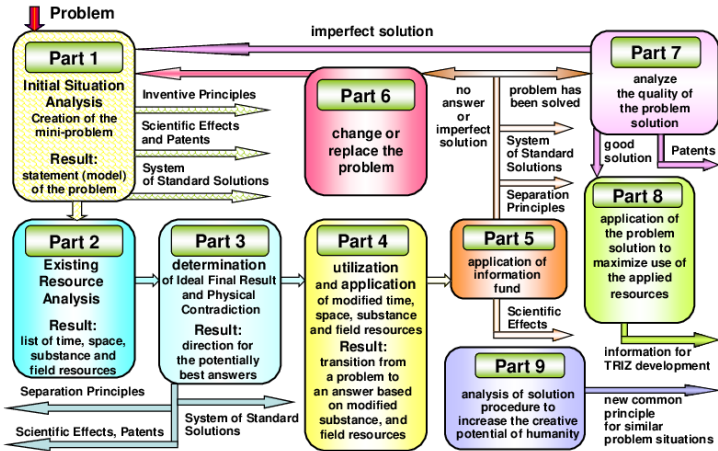 Problem
imperfect solution
Part 1
Initial Situation
Analysis
Creation of the
mini-problem
Result:
statement (model)
of the problem
Inventive Principles
Scientific Effects
and Patents
System
of Standard Solutions
Part 6
change or
replace the
problem
no
answer
or
imperfect
solution
problem has
been solved
System
of Standard
Solutions
Separation
Principles
Part 7
analyze
the quality of
the problem
solution
good
solution
Patents
Part 8
application of
the problem
solution to
maximize use of
the applied
resources
information for
TRIZ development
Part 2
Existing
Resource
Analysis
Result:
list of time, space,
substance and
field resources
Part 3
determination
of Ideal Final Result
and Physical
Contradiction
Result:
direction for
the potentially
best answers
Separation Principles
System of Standard
Solutions
Scientific Effects, Patents
Part 4
utilization
and application
of modified time,
space, substance
and field resources
Result:
transition from
a problem to
an answer based
on modified
substance, and
field resources
Part 5
application of
information
fund
Scientific
Effects
Part 9
analysis of solution
procedure to
increase the creative
potential of humanity
new common
principle
for similar
problem situations